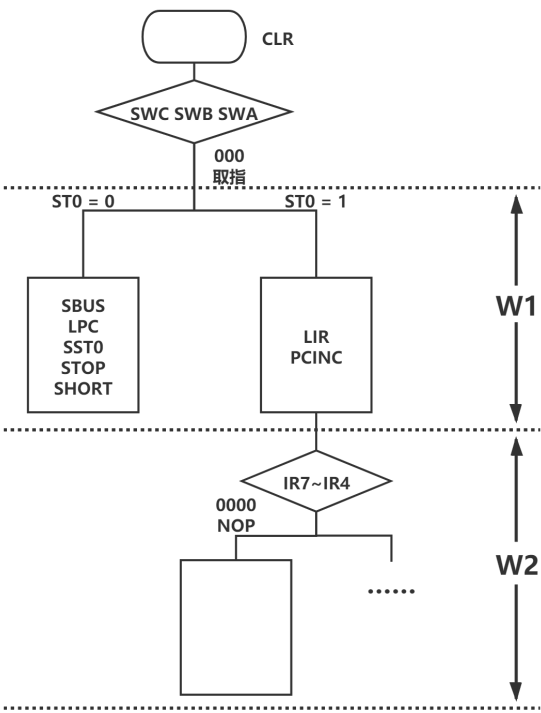 CLR
SWC SWB SWA
000
取指
ST0 = 0
ST0 = 1
SBUS
LPC
SST0
STOP
SHORT
LIR
PCINC
W1
IR7~IR4
0000
NOP
W2
......